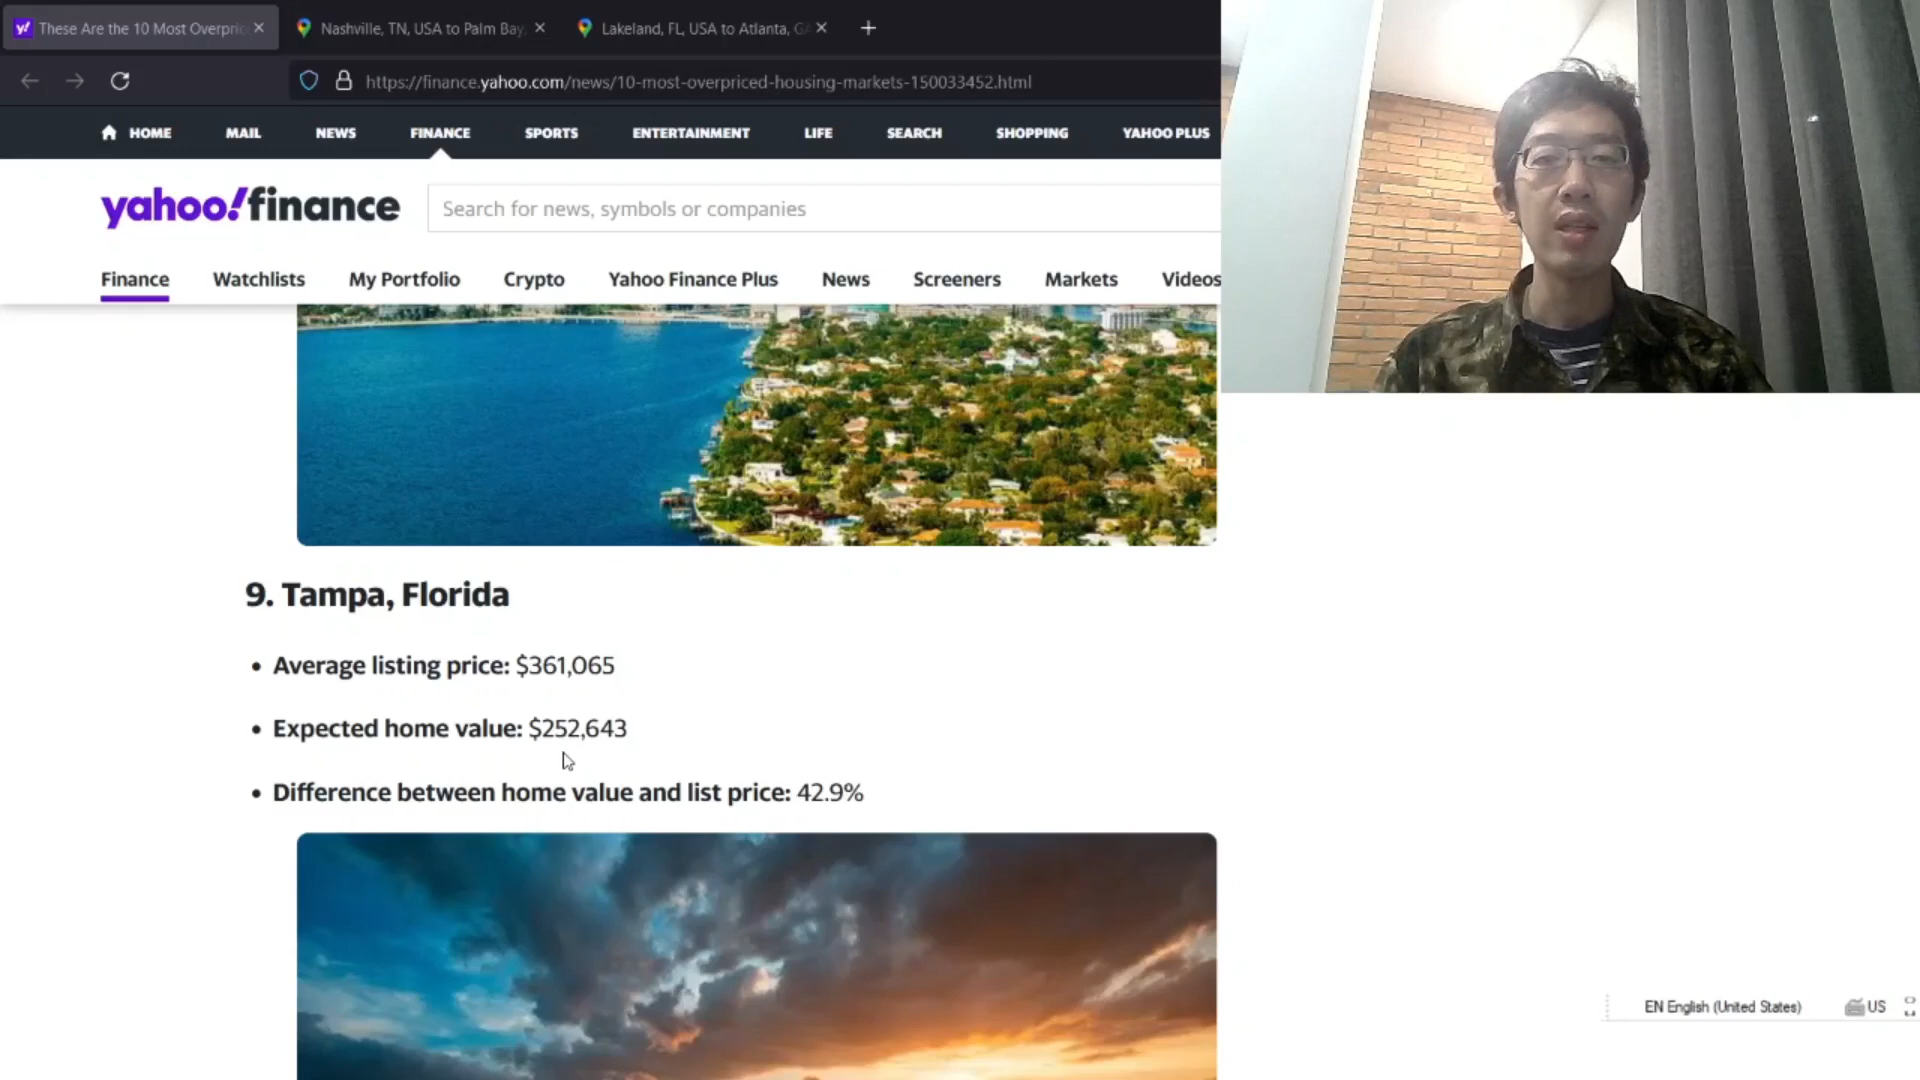 These Are the 10 Most Overpric
Nashville, TN, USA to Palm Bay,
Lakeland, FL, USA to Atlanta, GA
https://finance.yahoo.com/news/10-most-overpriced-housing-markets-150033452.html
HOME MAIL NEWS FINANCE SPORTS ENTERTAINMENT LIFE SEARCH SHOPPING YAHOO PLUS
yahoo!finance
Search for news, symbols or companies
Finance Watchlists My Portfolio Crypto Yahoo Finance Plus News Screeners Markets Videos
9. Tampa, Florida
• Average listing price: $361,065
• Expected home value: $252,643
• Difference between home value and list price: 42.9%
EN English (United States) US